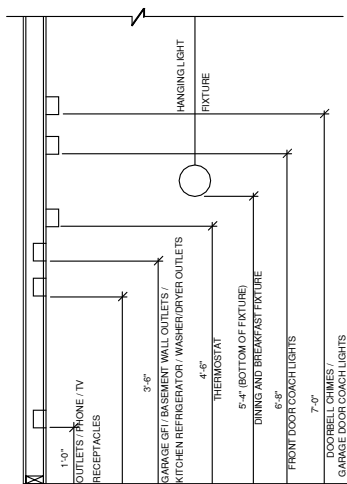 HANGING LIGHT
FIXTURE
1'-0"
OUTLETS / PHONE / TV
RECEPTACLES
3'-6"
GARAGE GFI / BASEMENT WALL OUTLETS /
KITCHEN REFRIGERATOR / WASHER/DRYER OUTLETS
4'-6"
THERMOSTAT
5'-4" (BOTTOM OF FIXTURE)
DINING AND BREAKFAST FIXTURE
6'-8"
FRONT DOOR COACH LIGHTS
7'-0"
DOORBELL CHIMES /
GARAGE DOOR COACH LIGHTS